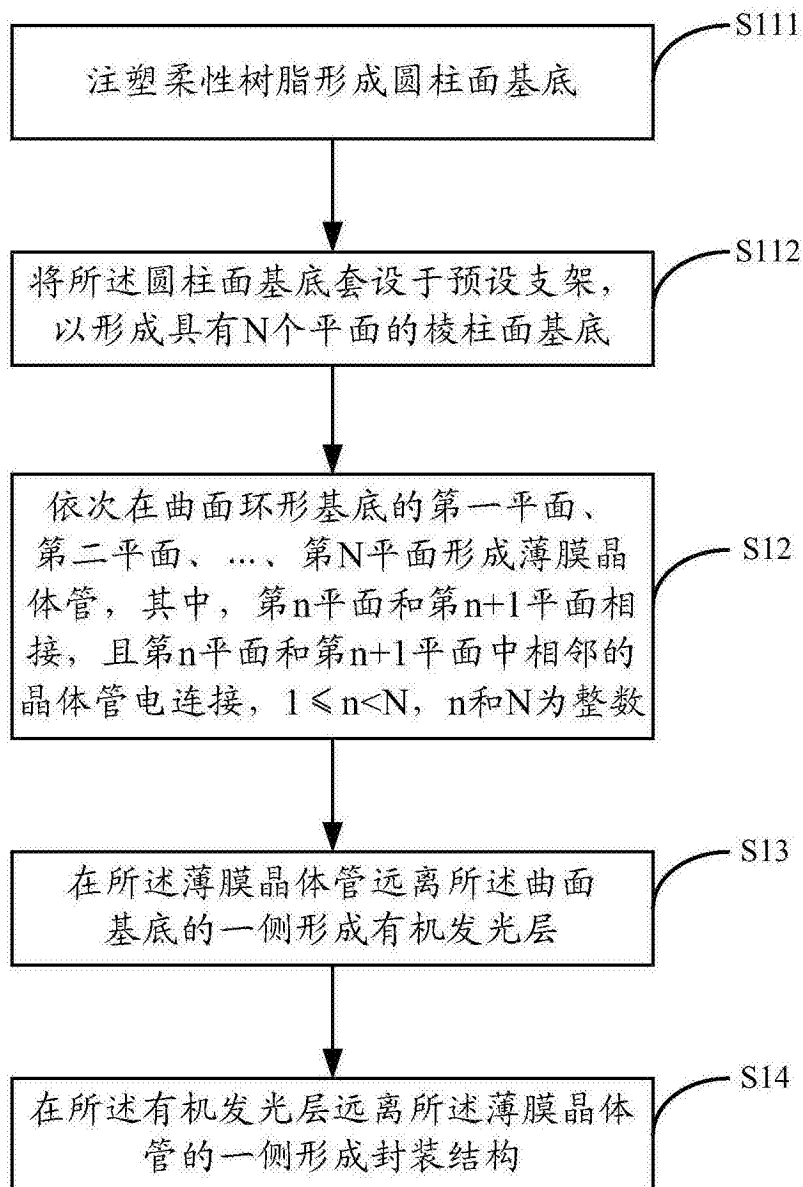 S111
注塑柔性树脂形成圆柱面基底
S112
将所述圆柱面基底套设于预设支架,
以形成具有N个平面的棱柱面基底
S12
依次在曲面环形基底的第一平面、
第二平面、…、第N平面形成薄膜晶
体管, 其中, 第n平面和第n+1平面相
接, 且第n平面和第n+1平面中相邻的
晶体管电连接, 1≤n<N, n和N为整数
S13
在所述薄膜晶体管远离所述曲面
基底的一侧形成有机发光层
S14
在所述有机发光层远离所述薄膜晶体
管的一侧形成封装结构